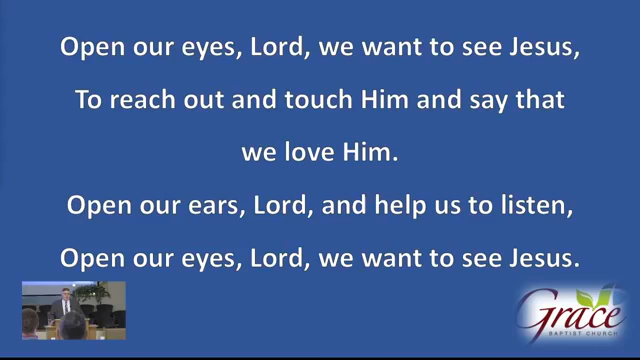 Open our eyes, Lord, we want to see Jesus,
To reach out and touch Him and say that
we love Him.
Open our ears, Lord, and help us to listen,
Open our eyes, Lord, we want to see Jesus.
Grace
BAPTIST CHURCH